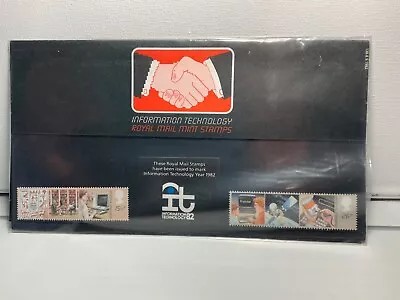 INFORMATION TECHNOLOGY
ROYAL MAIL MINT STAMPS
These Royal Mail Stamps
have been issued to mark
Information Technology Year 1982
it
INFORMATION
TECHNOLOGY
82